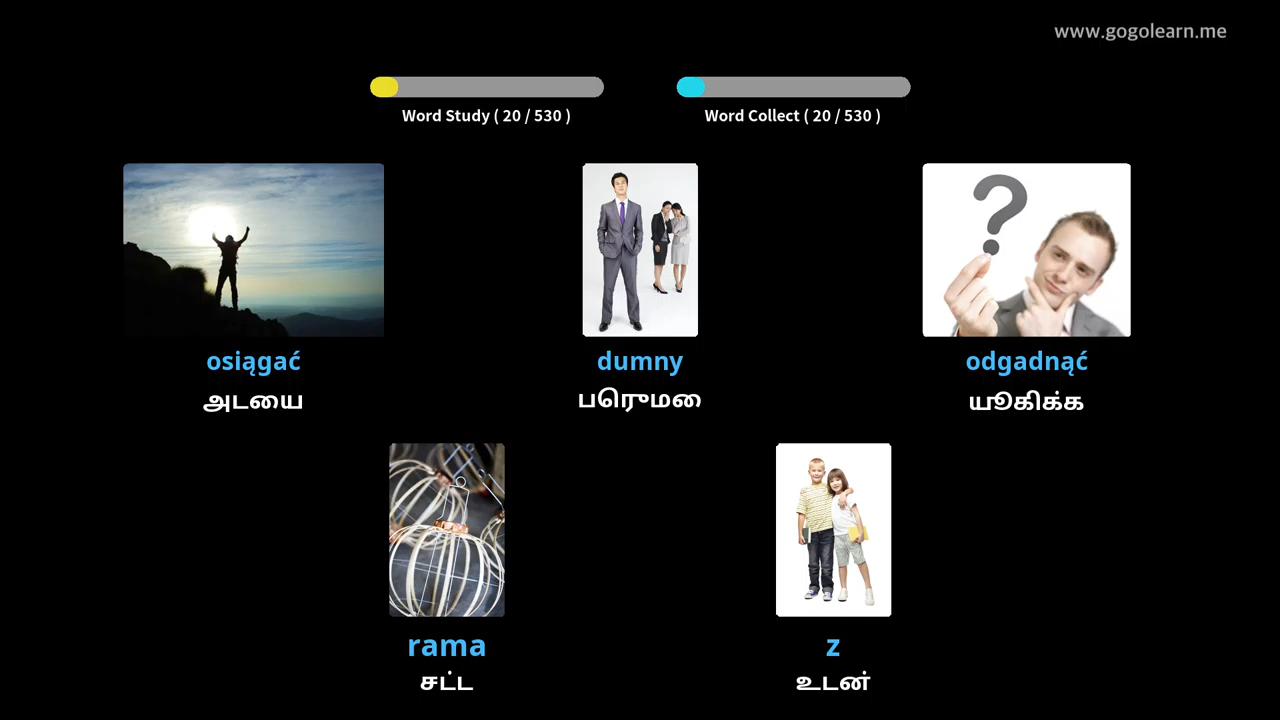 www.gogolearn.me
Word Study ( 20 / 530 )
Word Collect ( 20 / 530 )
osiągać
dumny
odgadnąć
அடயை
பெருமை
யூகிக்க
rama
z
சட்ட
உடன்